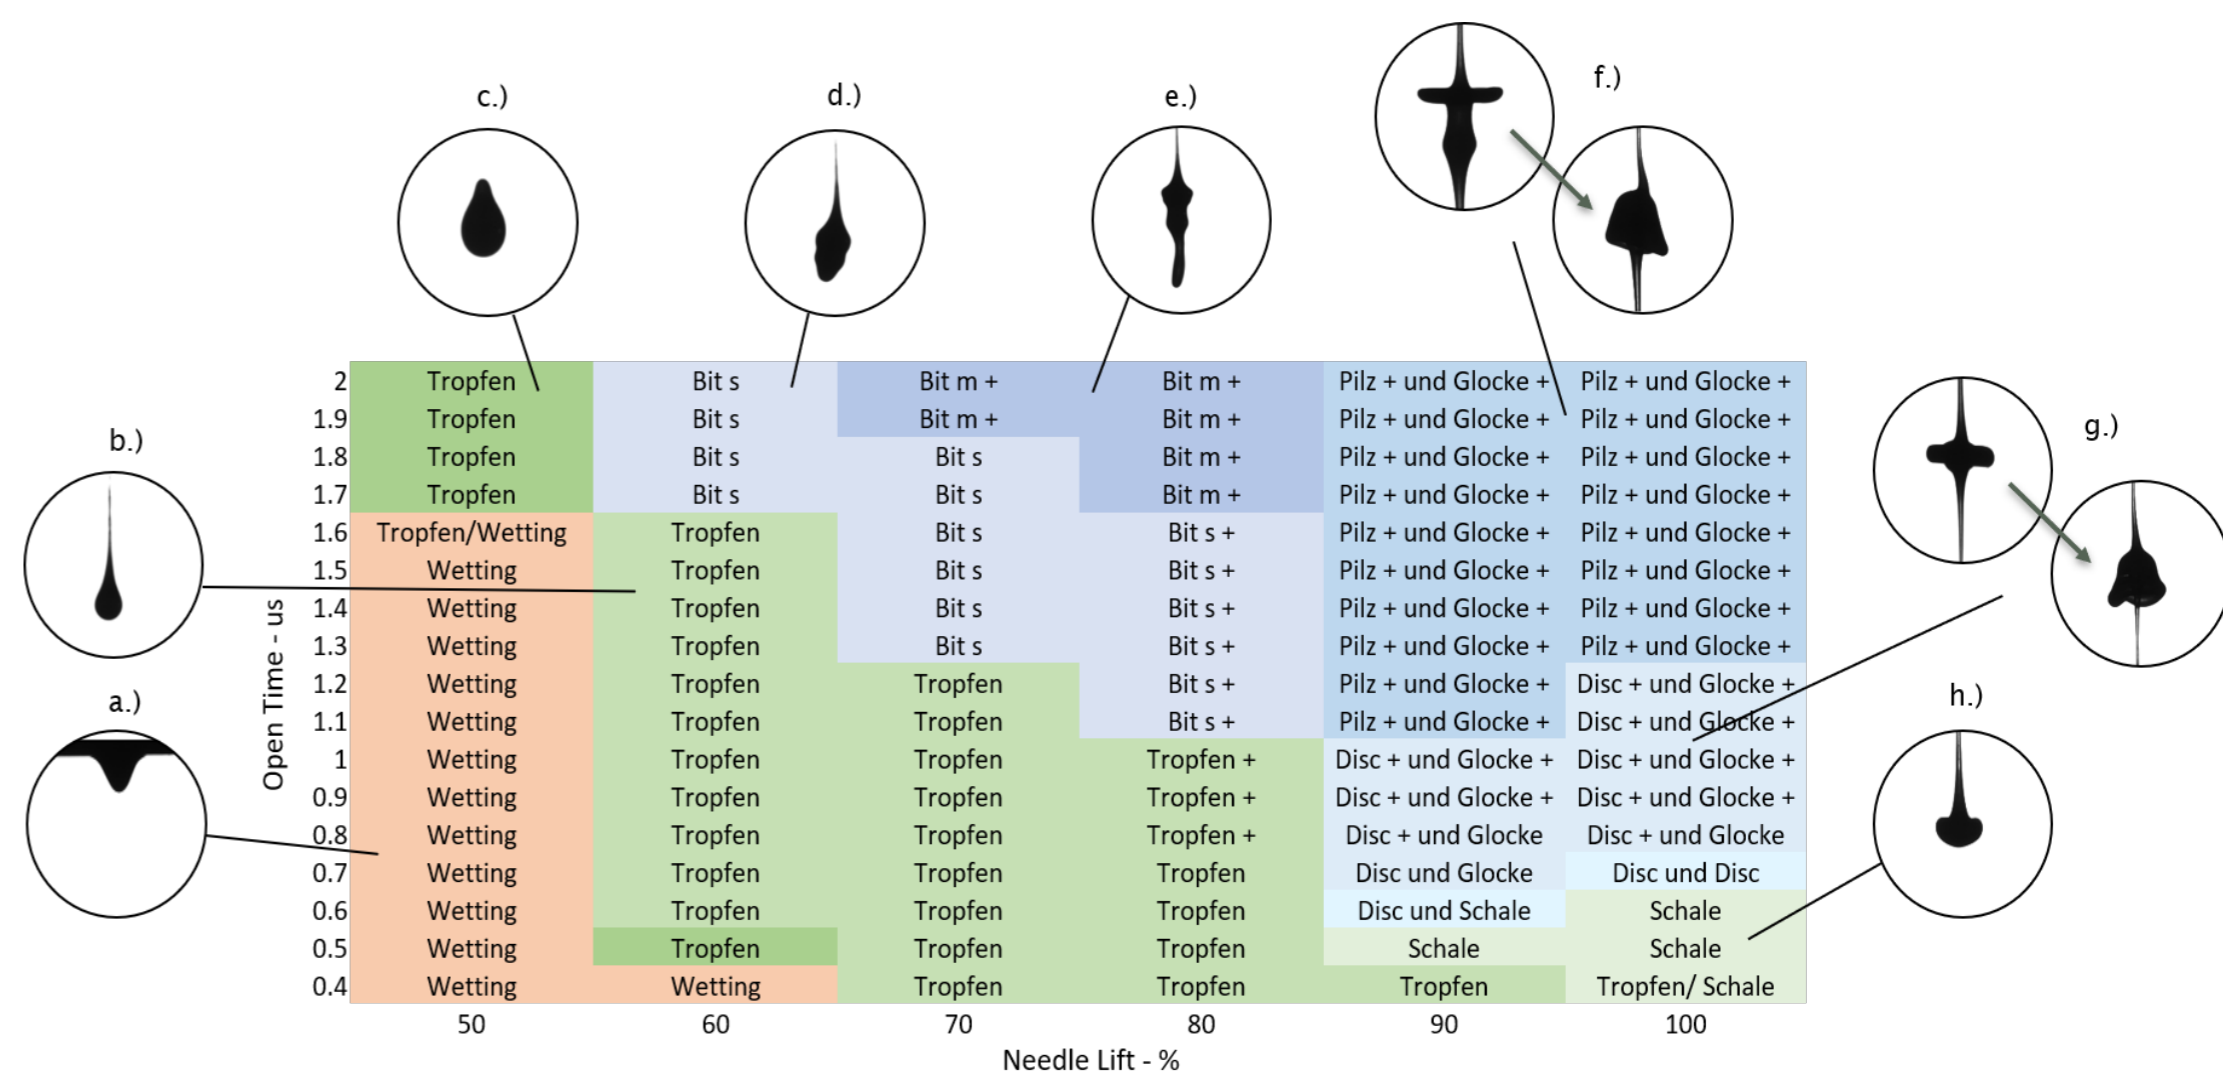 f.)
c.)
d.)
e.)
2 Tropfen Bit s Bit m + Bit m + Pilz + und Glocke + Pilz + und Glocke +
1.9 Tropfen Bit s Bit m + Bit m + Pilz + und Glocke + Pilz + und Glocke +
g.)
b.)
1.8 Tropfen Bit s Bit s Bit m + Pilz + und Glocke + Pilz + und Glocke +
1.7 Tropfen Bit s Bit s Bit m + Pilz + und Glocke + Pilz + und Glocke +
1.6 Tropfen/Wetting Tropfen Bit s Bit s + Pilz + und Glocke + Pilz + und Glocke +
1.5 Wetting Tropfen Bit s Bit s + Pilz + und Glocke + Pilz + und Glocke +
1.4 Wetting Tropfen Bit s Bit s + Pilz + und Glocke + Pilz + und Glocke +
1.3 Wetting Tropfen Bit s Bit s + Pilz + und Glocke + Pilz + und Glocke +
1.2 Wetting Tropfen Tropfen Bit s + Pilz + und Glocke + Disc + und Glocke +
a.)
h.)
1.1 Wetting Tropfen Tropfen Bit s + Pilz + und Glocke + Disc + und Glocke +
Open Time - us
1 Wetting Tropfen Tropfen Tropfen + Disc + und Glocke + Disc + und Glocke +
0.9 Wetting Tropfen Tropfen Tropfen + Disc + und Glocke + Disc + und Glocke +
0.8 Wetting Tropfen Tropfen Tropfen + Disc + und Glocke Disc + und Glocke
0.7 Wetting Tropfen Tropfen Tropfen Disc und Glocke Disc und Disc
0.6 Wetting Tropfen Tropfen Tropfen Disc und Schale Schale
0.5 Wetting Tropfen Tropfen Tropfen Schale Schale
0.4 Wetting Wetting Tropfen Tropfen Tropfen Tropfen/ Schale
50 60 70 80 90 100
Needle Lift - %